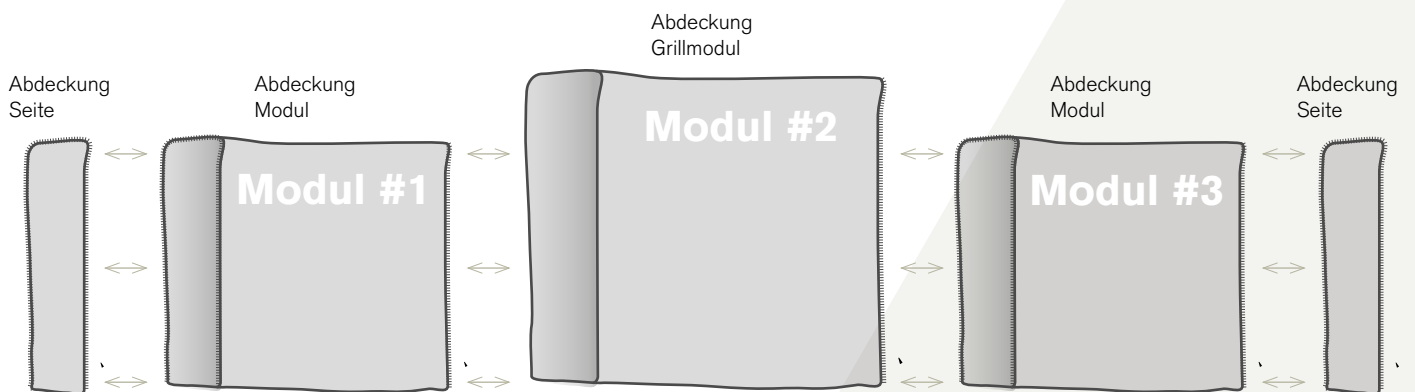 Abdeckung
Seite
Abdeckung
Modul
Abdeckung
Grillmodul
Abdeckung
Modul
Abdeckung
Seite
Modul #1
Modul #2
Modul #3